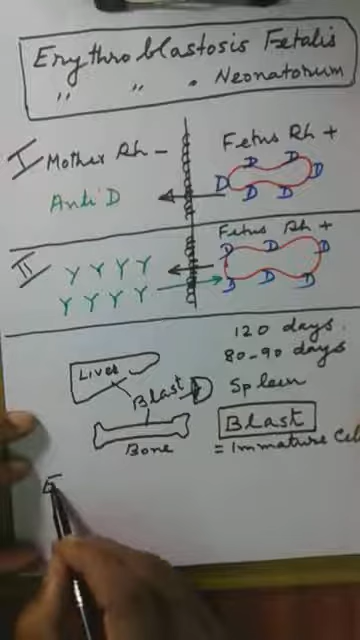 Erythroblastosis Fetalis
" " " Neonatorum
I Mother Rh - Fetus Rh +
D D D D D D D
Anti D
II Fetus Rh +
D D D D D D
Y Y Y Y
Y Y Y Y
120 days
80-90 days
Liver
Blast D Spleen
Blast
Bone = Immature Cell
E